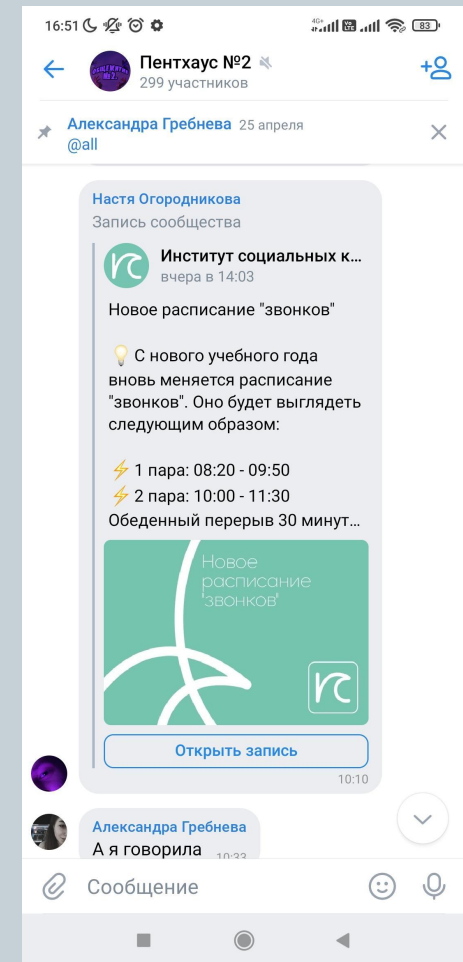 16:51
4G+
83
Пентхаус №2
299 участников
Александра Гребнева 25 апреля
@all
Настя Огородникова
Запись сообщества
Институт социальных к...
вчера в 14:03
Новое расписание "звонков"
С нового учебного года
вновь меняется расписание
"звонков". Оно будет выглядеть
следующим образом:
1 пара: 08:20 - 09:50
2 пара: 10:00 - 11:30
Обеденный перерыв 30 минут...
Новое
расписание
"звонков"
Открыть запись
10:10
Александра Гребнева
А я говорила 10:33
Сообщение